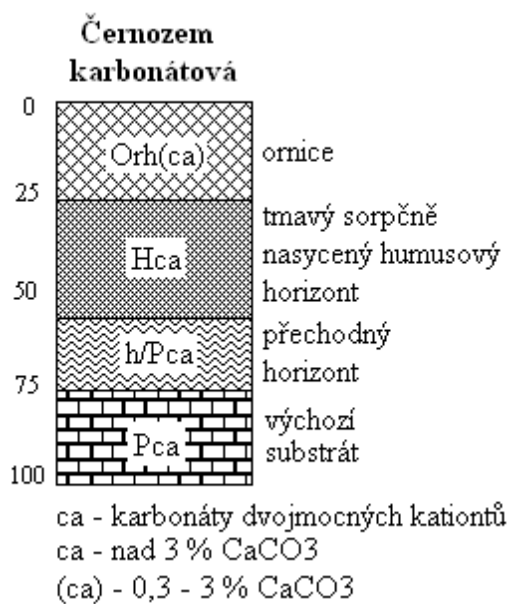 Černozem
karbonátová
0
Orh(ca)
ornice
25
tmavý sorpčně
Hca
nasycený humusový
50
horizont
h/Pca
přechodný
horizont
75
výchozí
Pca
substrát
100
ca - karbonáty dvojmocných kationtů
ca - nad 3 % CaCO3
(ca) - 0,3 - 3 % CaCO3